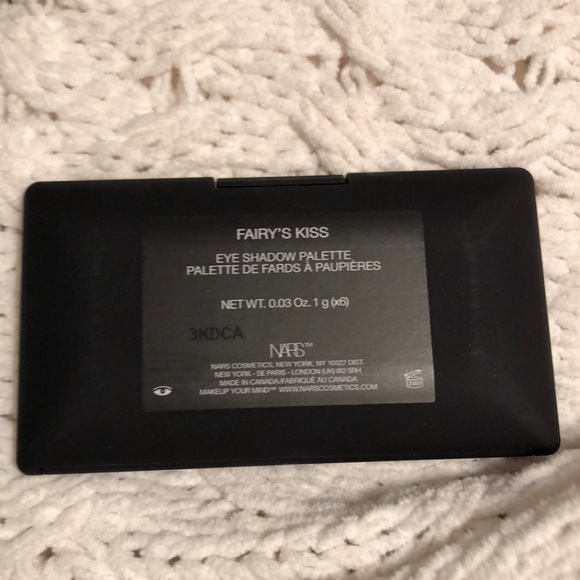 FAIRY'S KISS
EYE SHADOW PALETTE
PALETTE DE FARDS À PAUPIÈRES
NET WT. 0.03 Oz. 1 g (x6)
3KDCA
NARS™
NARS COSMETICS, NEW YORK, NY 10022 DIST.
NEW YORK - SE PARIS - LONDON (UK) W2 5RH
MADE IN CANADA/FABRIQUÉ AU CANADA
MAKEUP YOUR MIND™ WWW.NARSCOSMETICS.COM
24M